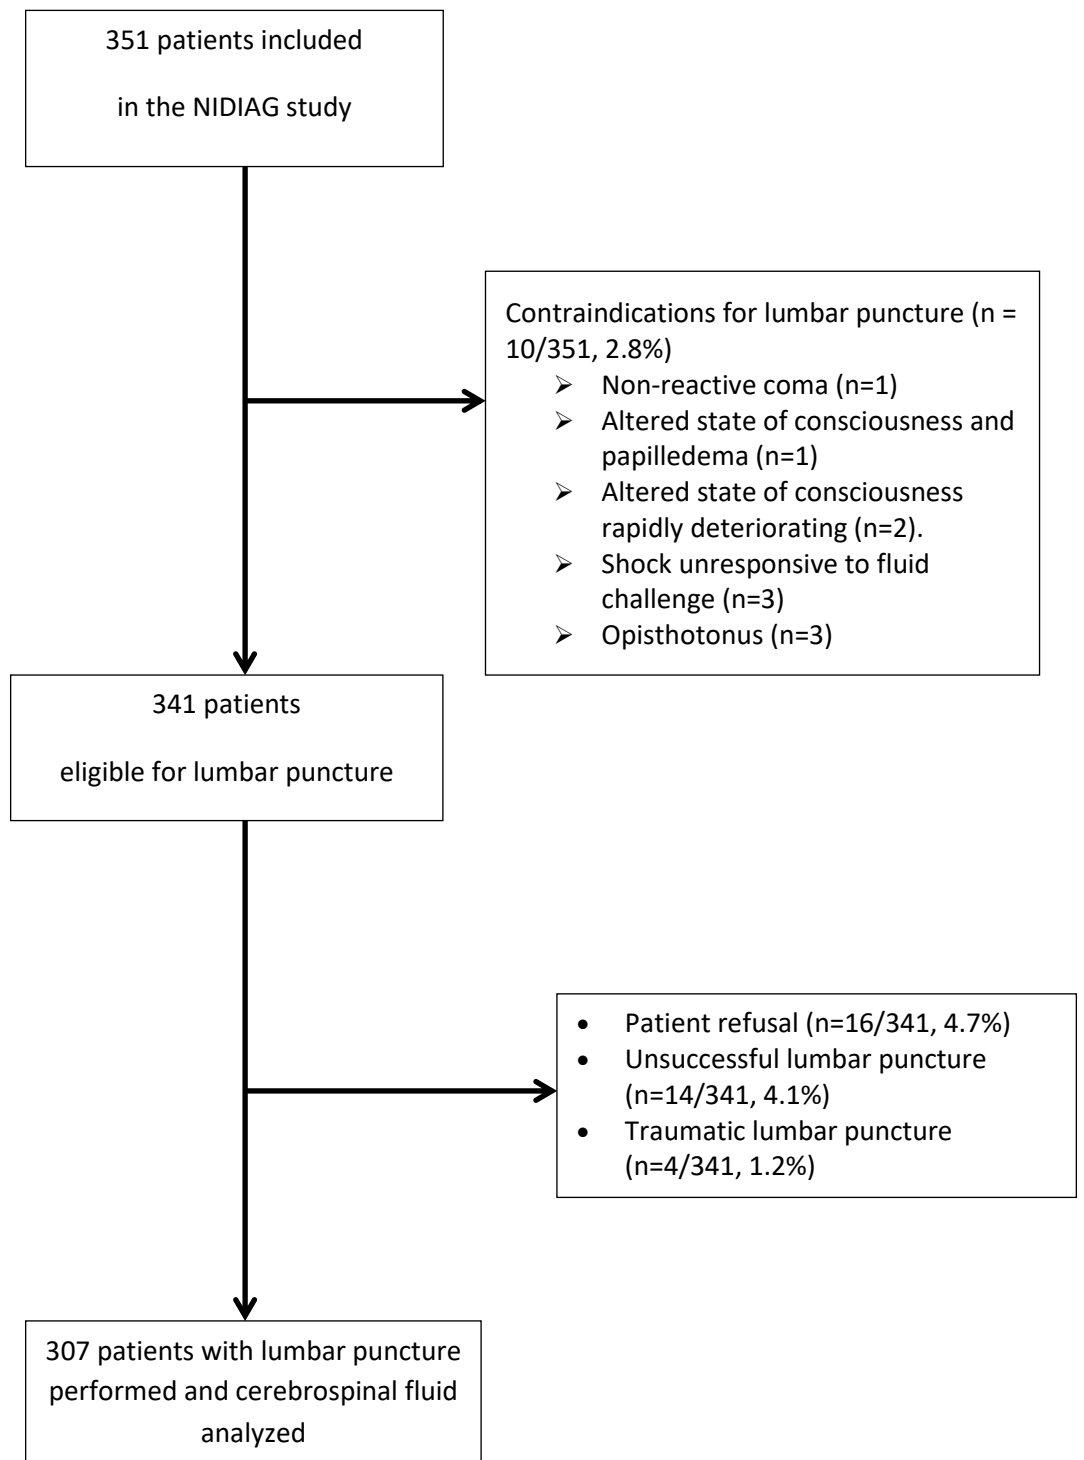 351 patients included
in the NIDIAG study
Contraindications for lumbar puncture (n =
10/351, 2.8%)
➢ Non-reactive coma (n=1)
➢ Altered state of consciousness and
papilledema (n=1)
➢ Altered state of consciousness
rapidly deteriorating (n=2).
➢ Shock unresponsive to fluid
challenge (n=3)
➢ Opisthotonus (n=3)
341 patients
eligible for lumbar puncture
• Patient refusal (n=16/341, 4.7%)
• Unsuccessful lumbar puncture
(n=14/341, 4.1%)
• Traumatic lumbar puncture
(n=4/341, 1.2%)
307 patients with lumbar puncture
performed and cerebrospinal fluid
analyzed